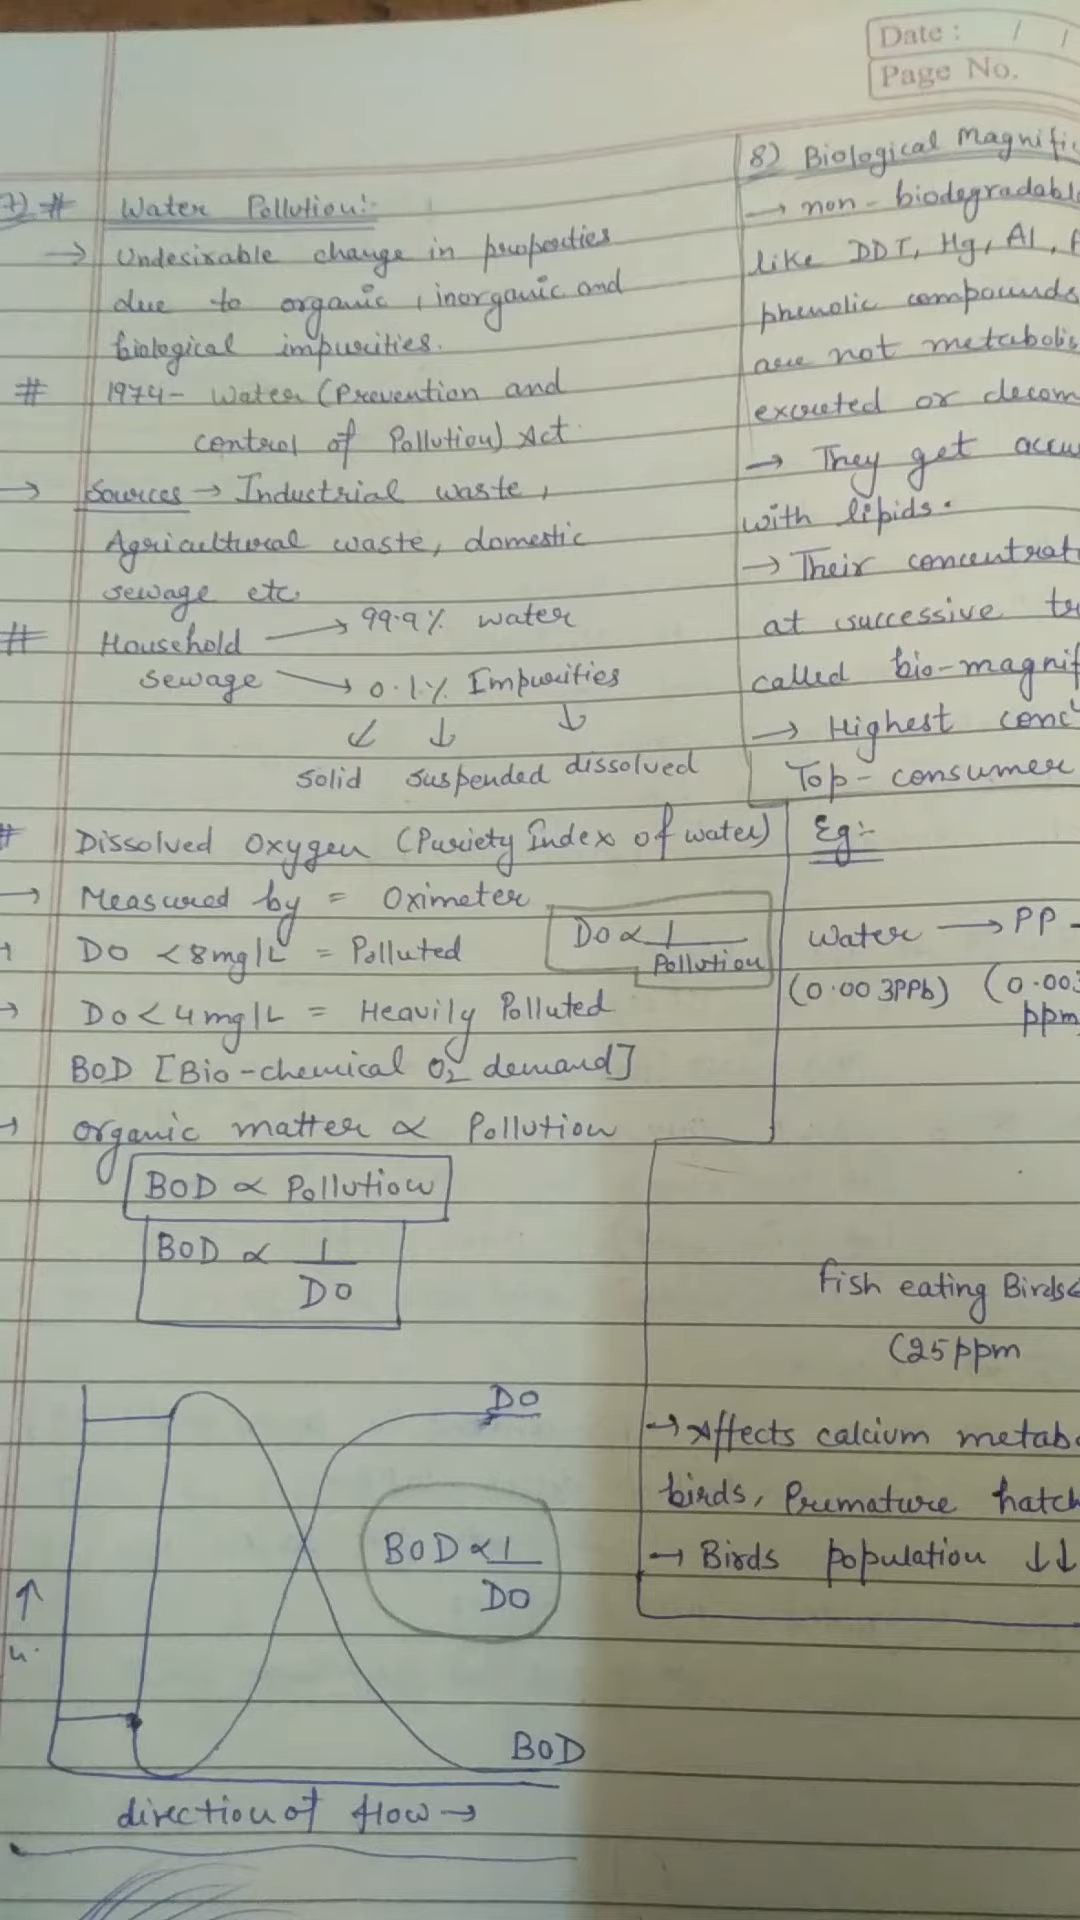 Date : / /
Page No.
7) # Water Pollution:-
→ Undesirable change in properties
due to organic, inorganic and
biological impurities.
# 1974- Water (Prevention and
control of Pollution) Act.
→ Sources → Industrial waste,
Agricultural waste, domestic
sewage etc.
# Household → 99.9% water
sewage → 0.1% Impurities
↙ ↓ ↓
solid suspended dissolved
# Dissolved oxygen (Puriety Index of water)
→ Measured by = Oximeter
→ DO <8mg/L = Polluted
DO ∝ 1
Pollution
→ Do<4mg/L = Heavily Polluted
BOD [Bio-chemical O₂ demand]
→ organic matter ∝ Pollution
BOD ∝ Pollution
BOD ∝ 1
DO
DO
BOD ∝ 1
DO
↑
BOD
direction of flow →
8) Biological Magnific
→ non-biodegradable
like DDT, Hg, Al,
phenolic compounds
are not metabolis
excreted or decom
→ They get accu
with lipids.
→ Their concentrat
at successive tr
called bio-magnif
→ Highest conc
Top-consumer
Eg:-
Water → PP
(0.003PPb) (0.003
ppm
Fish eating Birds
(25ppm
→ Affects calcium metab
birds, Premature hatch
→ Birds population ↓↓